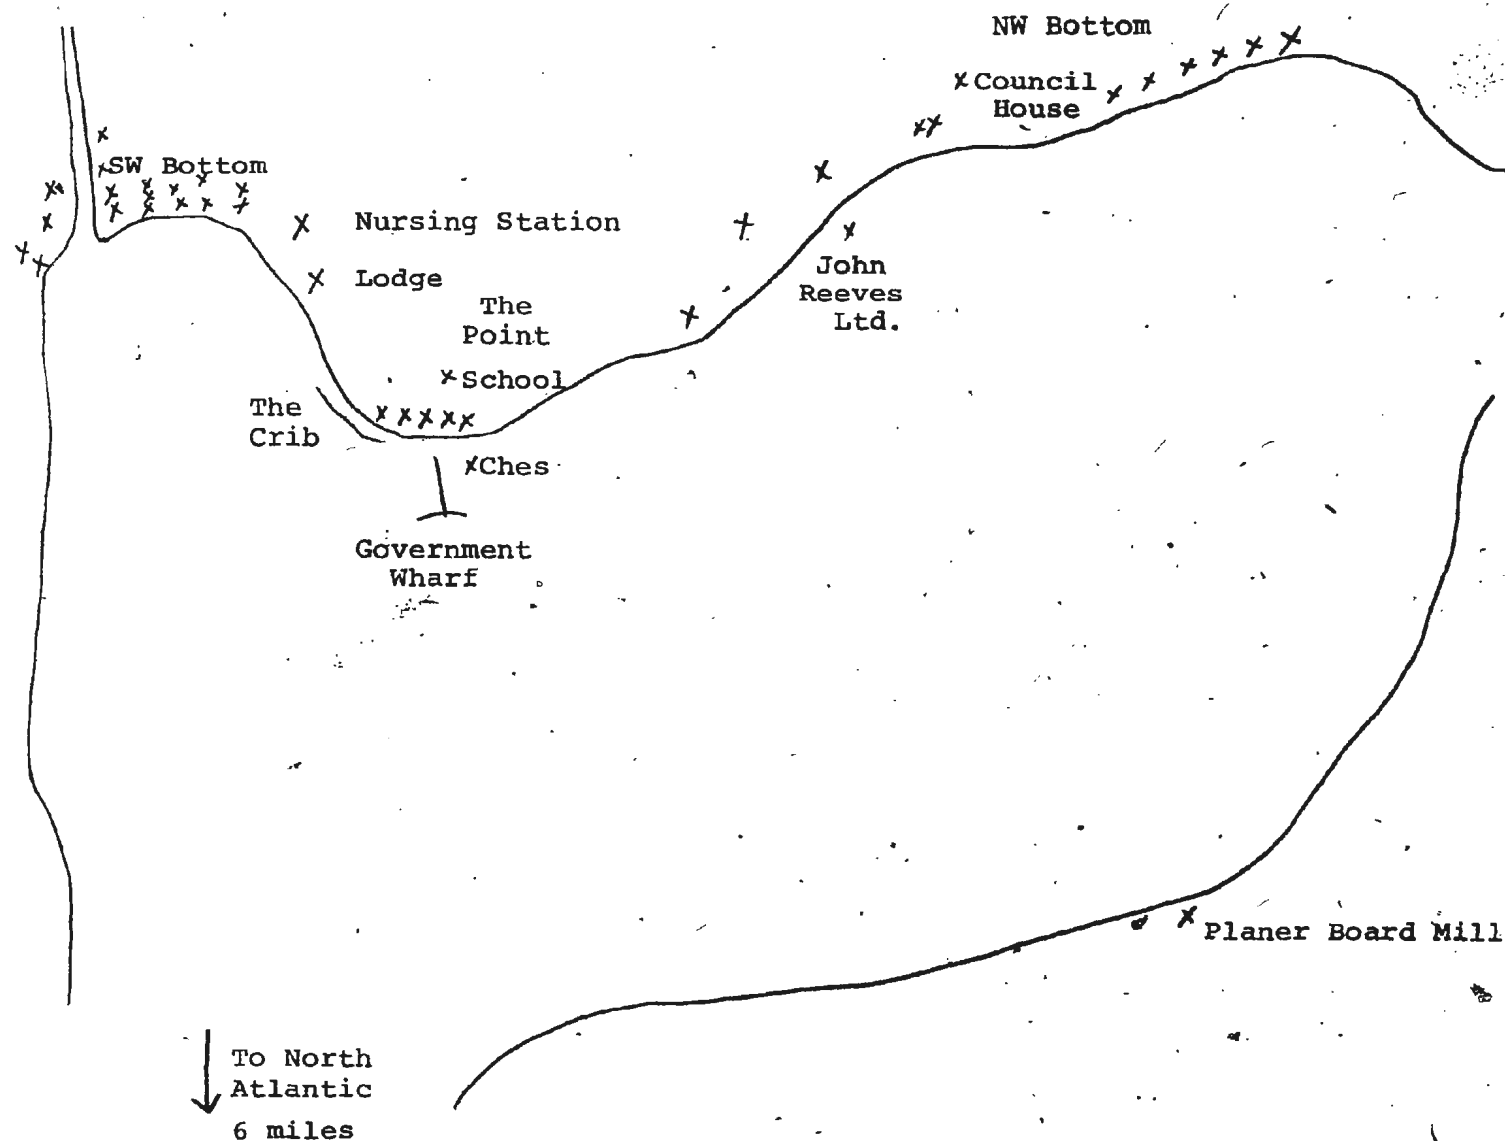 NW Bottom
Council
House
SW Bottom
Nursing Station
Lodge
The
Point
School
John
Reeves
Ltd.
The
Crib
Ches
Government
Wharf
Planer Board Mill
To North
Atlantic
6 miles